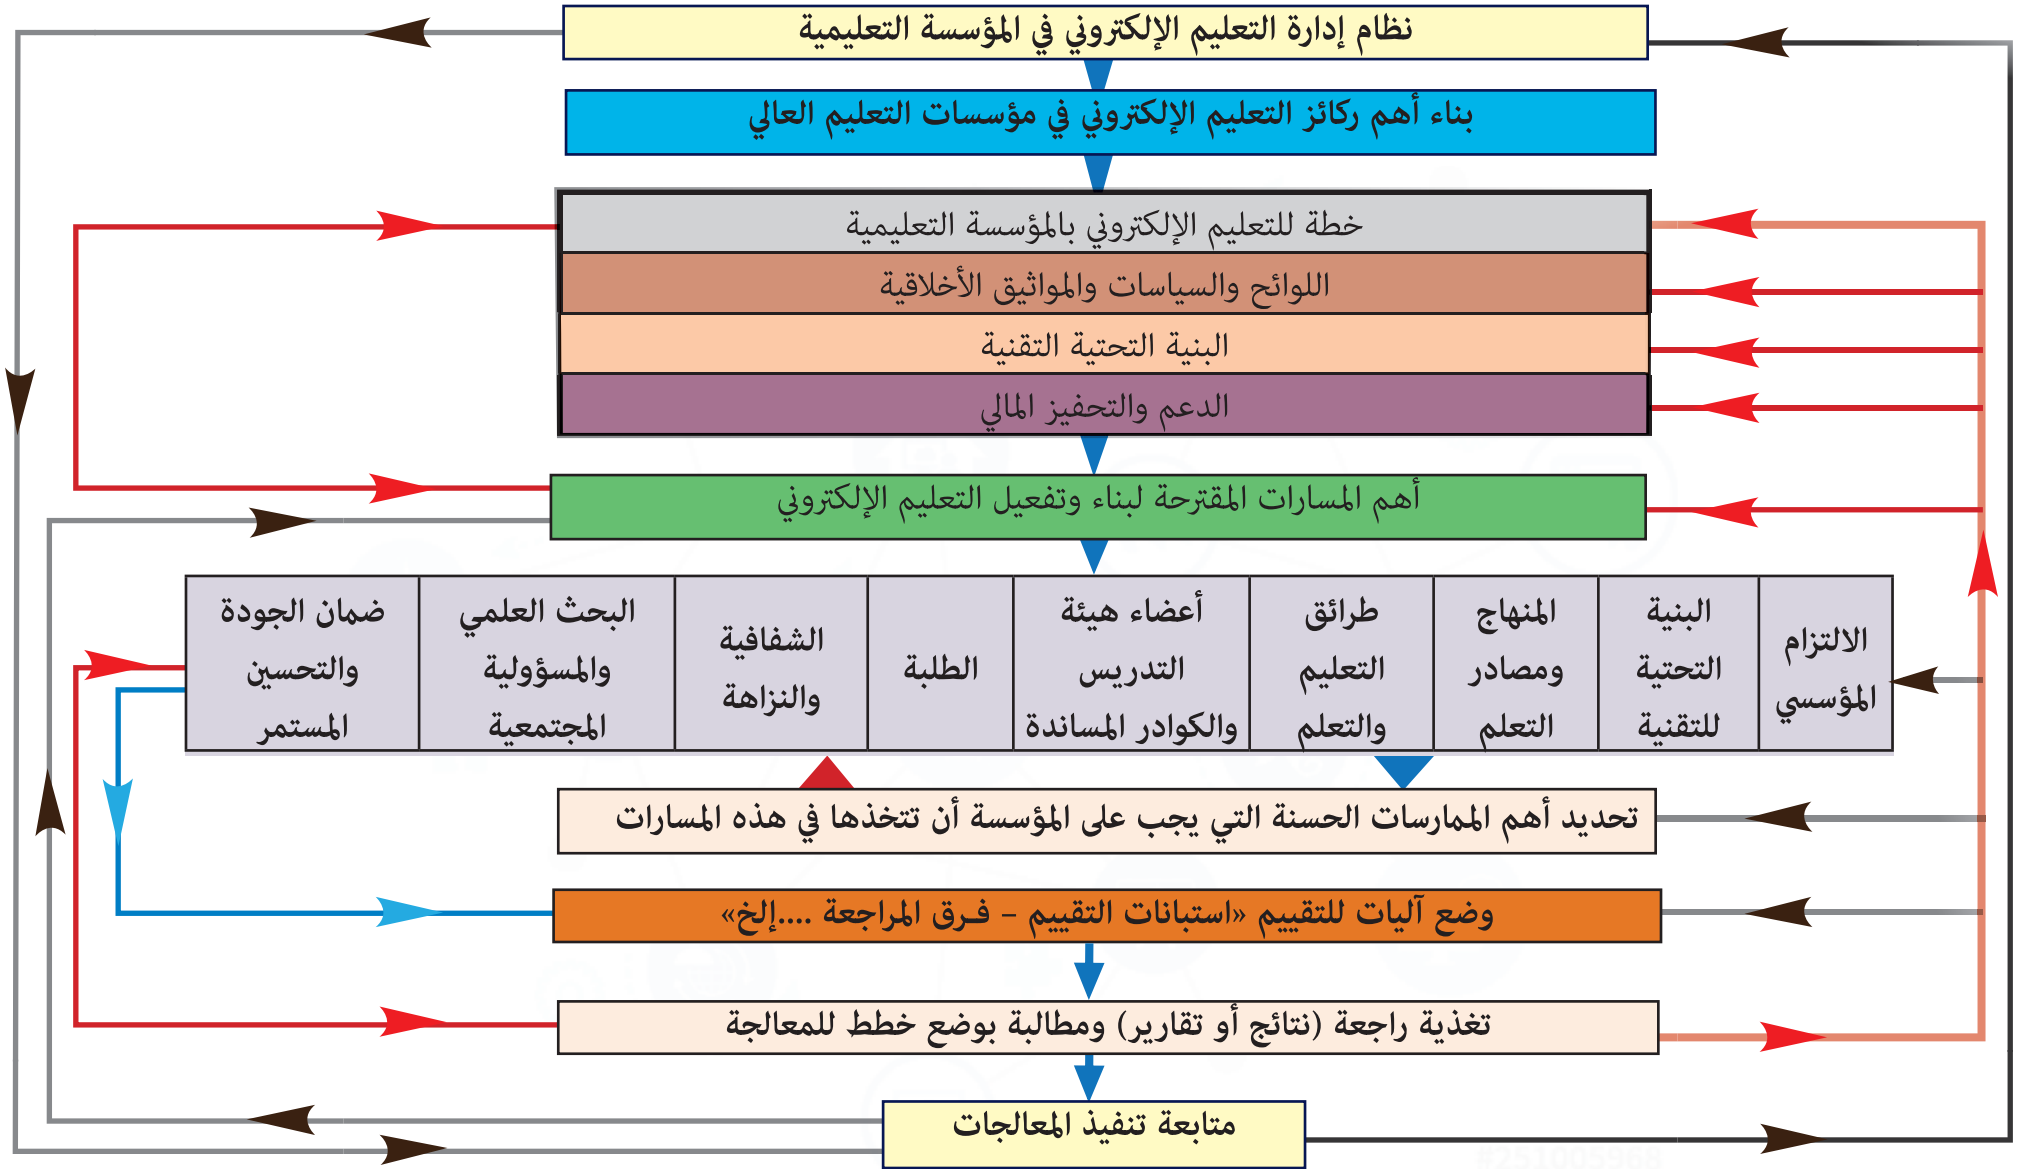 نظام إدارة التعليم الإلكتروني في المؤسسة التعليمية
بناء أهم ركائز التعليم الإلكتروني في مؤسسات التعليم العالي
خطة للتعليم الإلكتروني بالمؤسسة التعليمية
اللوائح والسياسات والمواثيق الأخلاقية
البنية التحتية التقنية
الدعم والتحفيز المالي
أهم المسارات المقترحة لبناء وتفعيل التعليم الإلكتروني
الالتزام
المؤسسي
البنية
التحتية
للتقنية
المنهاج
ومصادر
التعلم
طرائق
التعليم
والتعلم
أعضاء هيئة
التدريس
والكوادر المساندة
الطلبة
الشفافية
والنزاهة
البحث العلمي
والمسؤولية
المجتمعية
ضمان الجودة
والتحسين
المستمر
تحديد أهم الممارسات الحسنة التي يجب على المؤسسة أن تتخذها في هذه المسارات
وضع آليات للتقييم «استبانات التقييم – فرق المراجعة ....إلخ»
تغذية راجعة (نتائج أو تقارير) ومطالبة بوضع خطط للمعالجة
متابعة تنفيذ المعالجات
#251005968